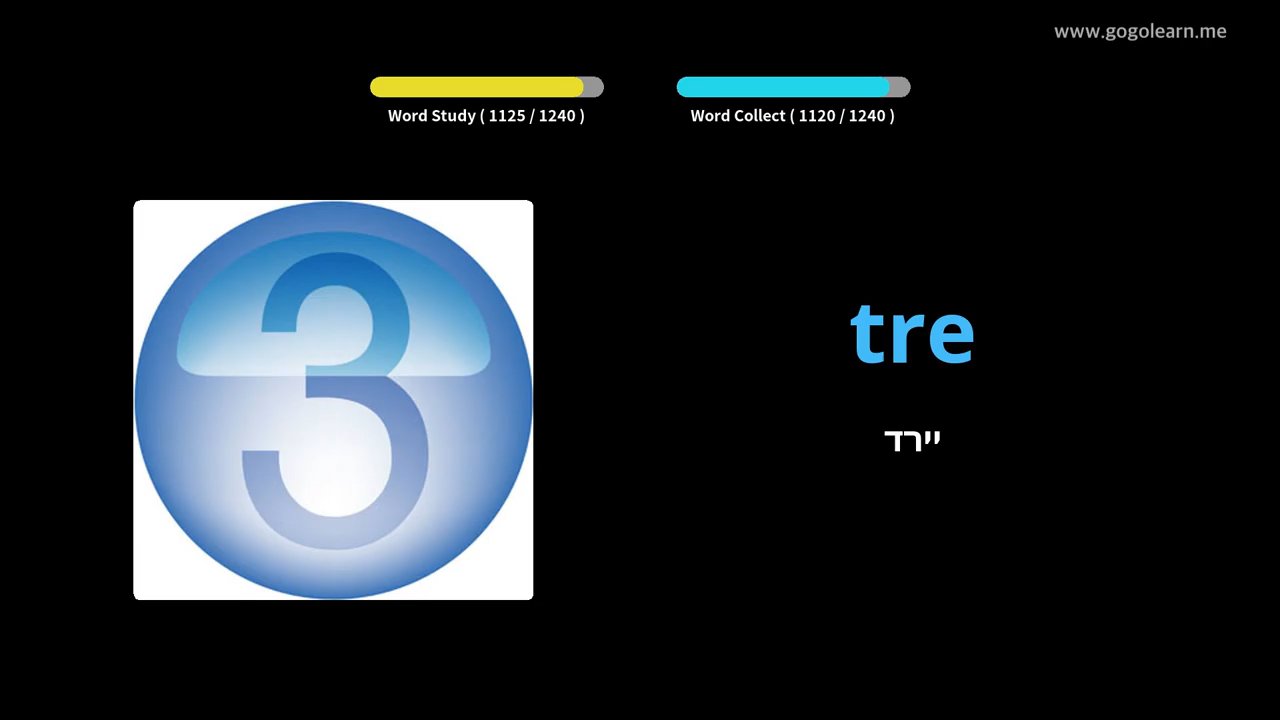 www.gogolearn.me
Word Study ( 1125 / 1240 )
Word Collect ( 1120 / 1240 )
3
tre
יירד